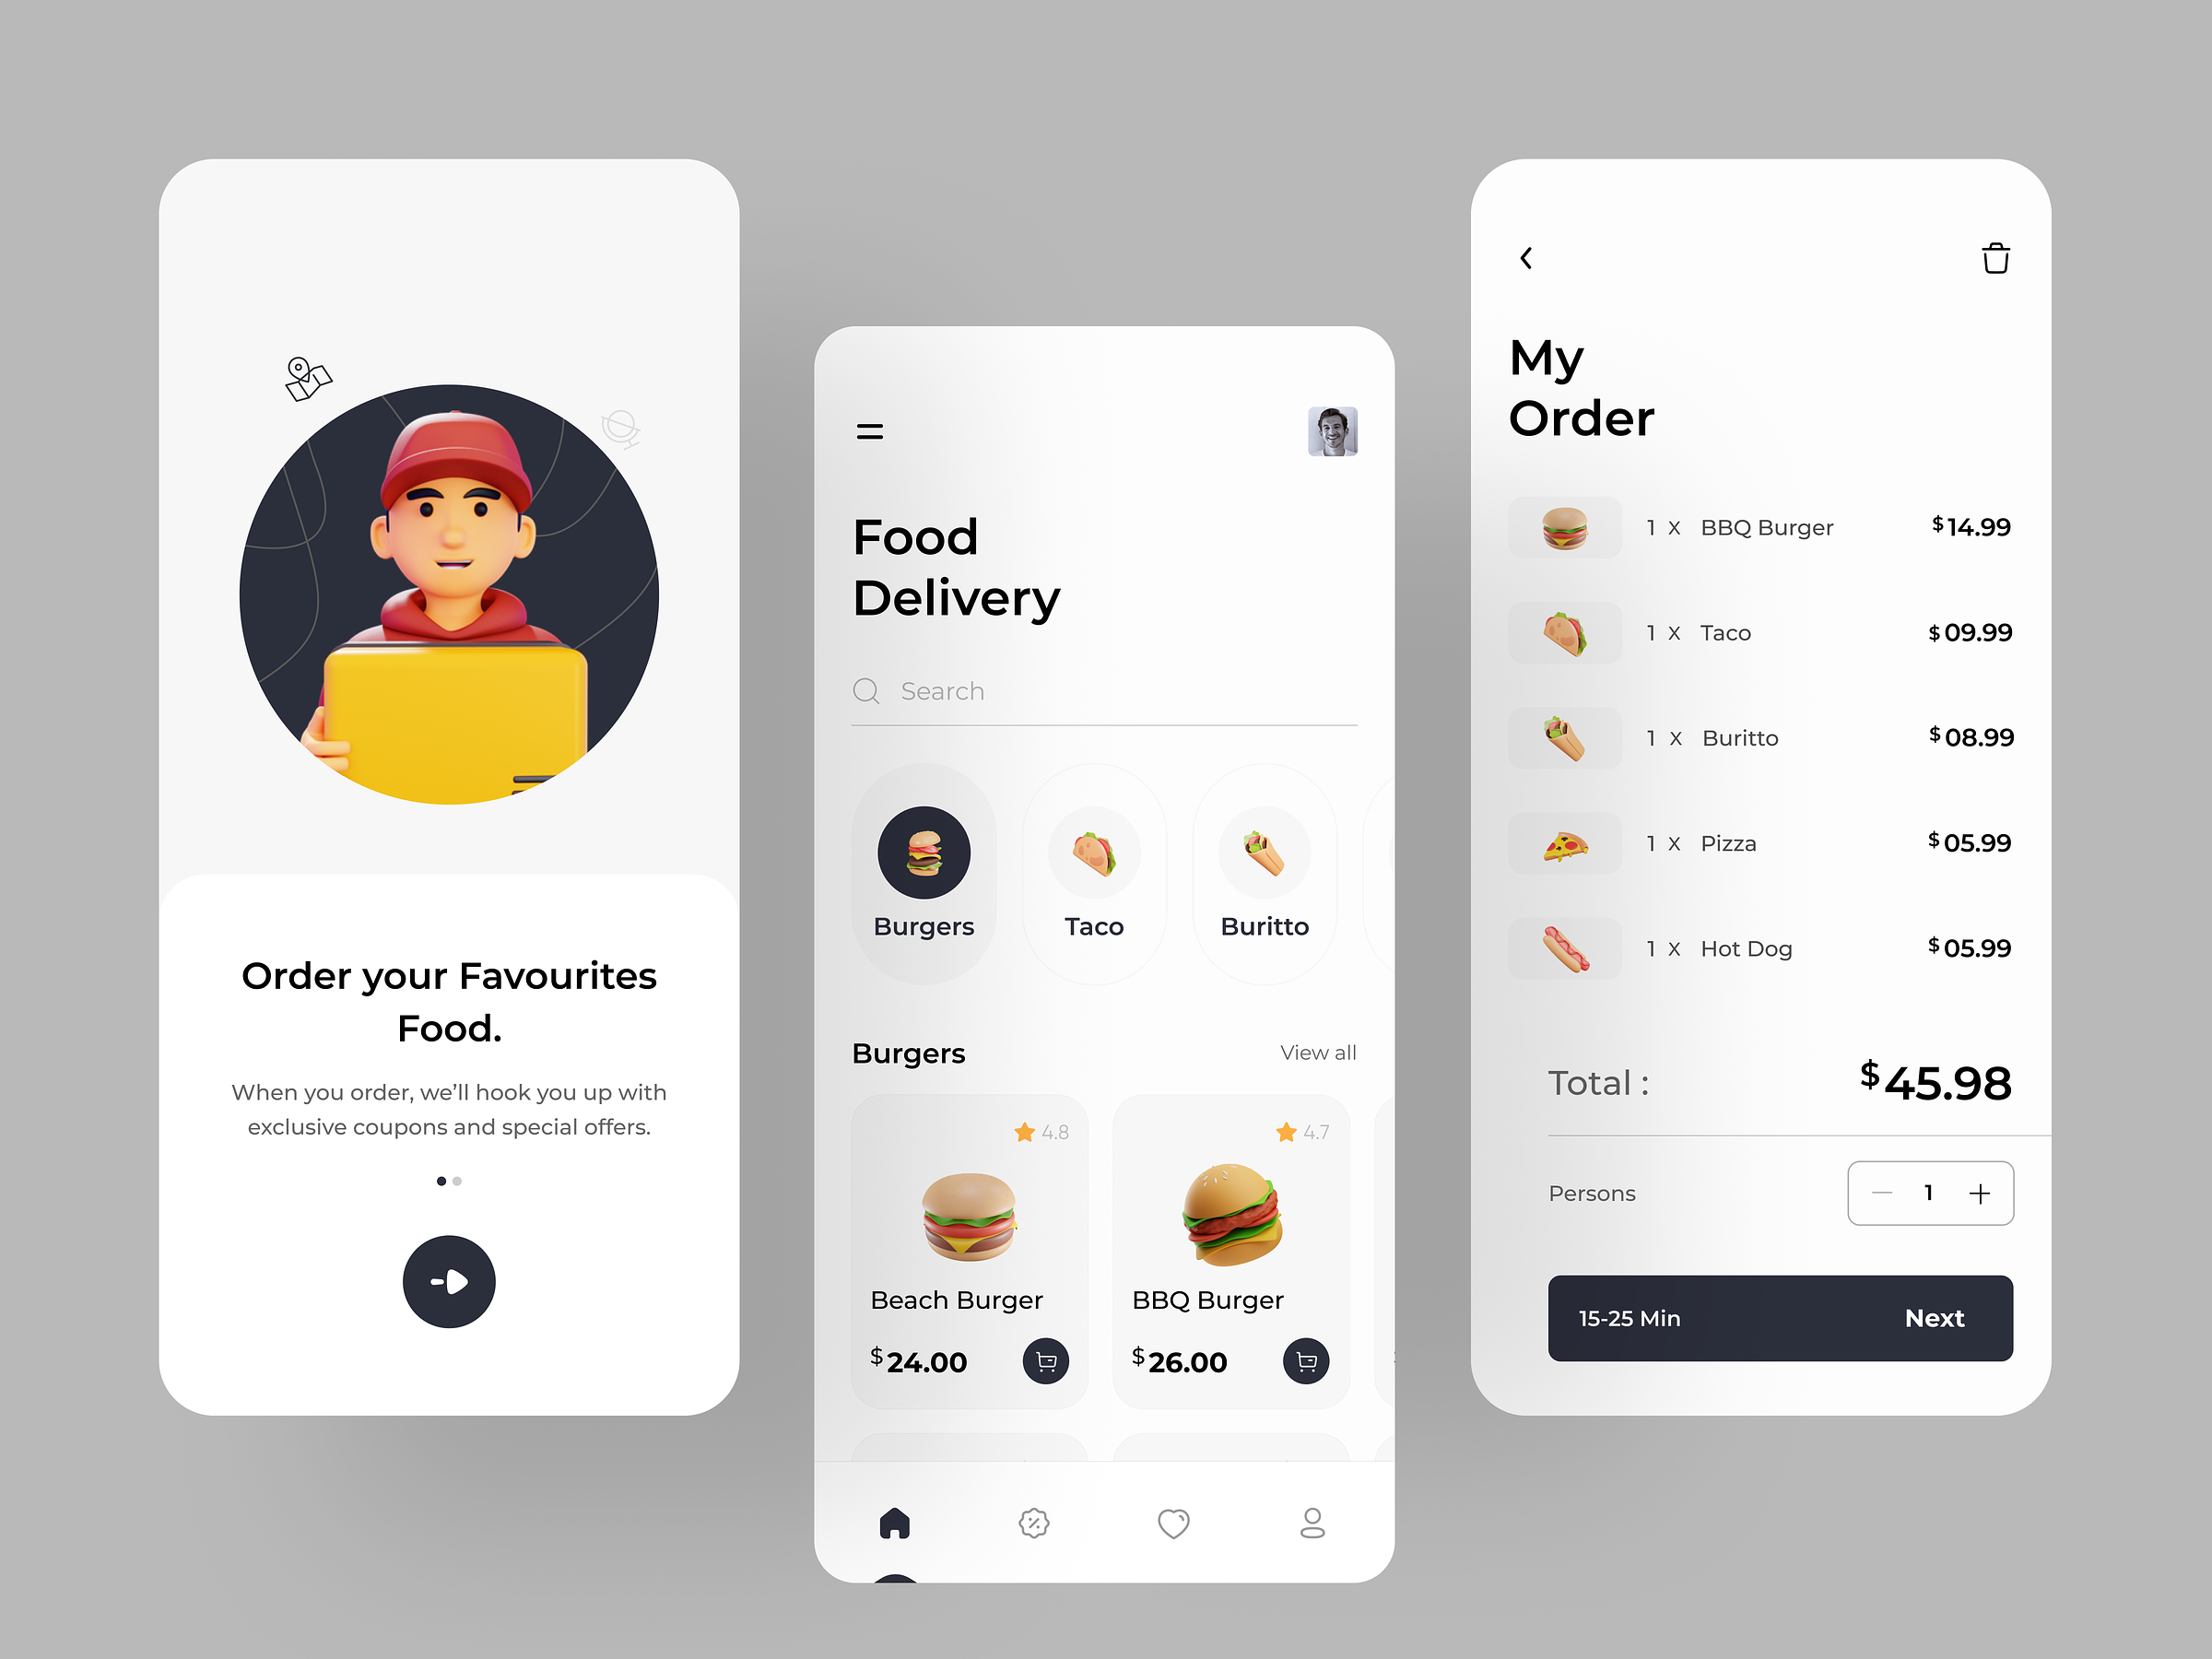 Order your Favourites
Food.
When you order, we’ll hook you up with
exclusive coupons and special offers.
Food
Delivery
Search
Burgers
Taco
Buritto
Burgers
View all
4.8
4.7
Beach Burger
BBQ Burger
$24.00
$26.00
My
Order
1 x BBQ Burger $14.99
1 x Taco $09.99
1 x Buritto $08.99
1 x Pizza $05.99
1 x Hot Dog $05.99
Total : $45.98
Persons
1
15-25 Min
Next